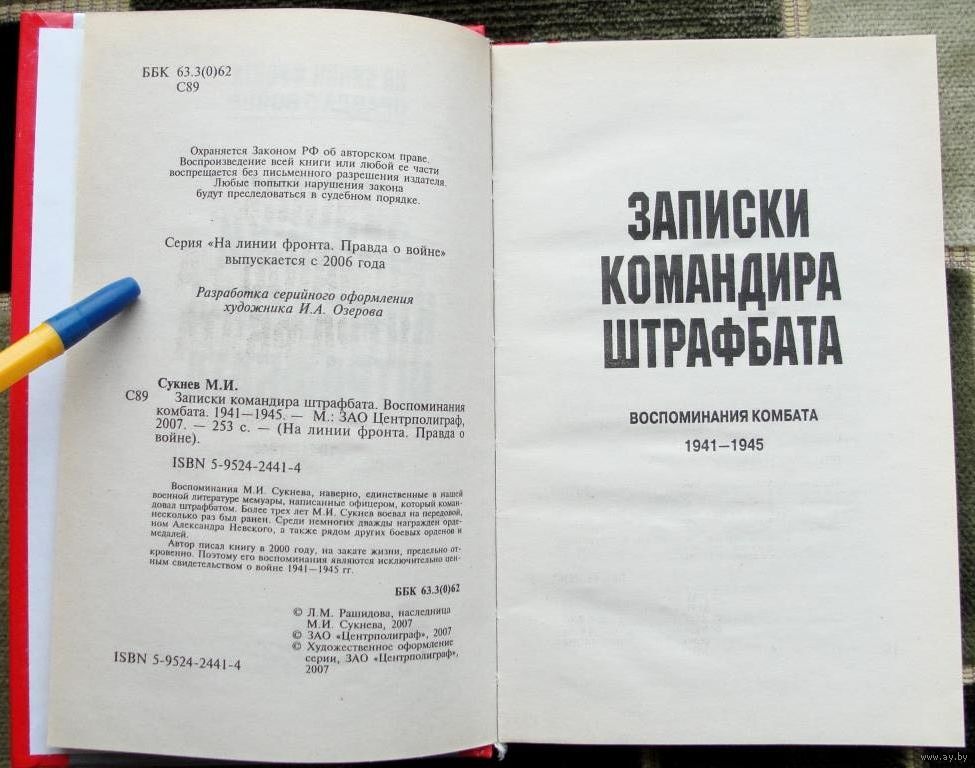 ББК 63.3(0)62
С89
Охраняется Законом РФ об авторском праве.
Воспроизведение всей книги или любой ее части
воспрещается без письменного разрешения издателя.
Любые попытки нарушения закона
будут преследоваться в судебном порядке.
Серия «На линии фронта. Правда о войне»
выпускается с 2006 года
Разработка серийного оформления
художника И.А. Озерова
Сукнев М.И.
С89 Записки командира штрафбата. Воспоминания
комбата. 1941—1945. — М.: ЗАО Центрполиграф,
2007. — 253 с. — (На линии фронта. Правда о
войне).
ISBN 5-9524-2441-4
Воспоминания М.И. Сукнева, наверно, единственные в нашей
военной литературе мемуары, написанные офицером, который коман-
довал штрафбатом. Более трех лет М.И. Сукнев воевал на передовой,
несколько раз был ранен. Среди немногих дважды награжден орде-
ном Александра Невского, а также рядом других боевых орденов и
медалей.
Автор писал книгу в 2000 году, на закате жизни, предельно от-
кровенно. Поэтому его воспоминания являются исключительно цен-
ным свидетельством о войне 1941—1945 гг.
ББК 63.3(0)62
© Л.М. Рашидова, наследница
М.И. Сукнева, 2007
© ЗАО «Центрполиграф», 2007
© Художественное оформление
серии, ЗАО «Центрполиграф»,
2007
ISBN 5-9524-2441-4
ЗАПИСКИ
КОМАНДИРА
ШТРАФБАТА
ВОСПОМИНАНИЯ КОМБАТА
1941—1945
www.ay.by